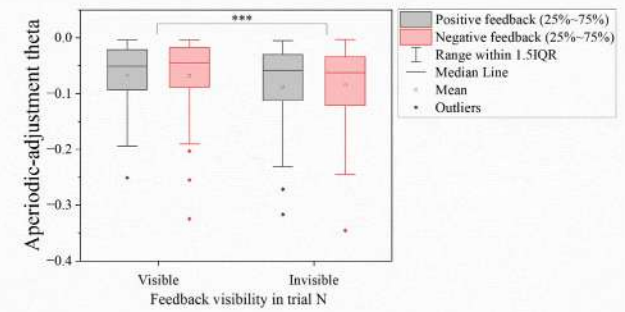 ***
Positive feedback (25%~75%)
Negative feedback (25%~75%)
Range within 1.5IQR
Median Line
Mean
Outliers
Aperiodic-adjustment theta
0.0
−0.1
−0.2
−0.3
−0.4
Visible
Invisible
Feedback visibility in trial N